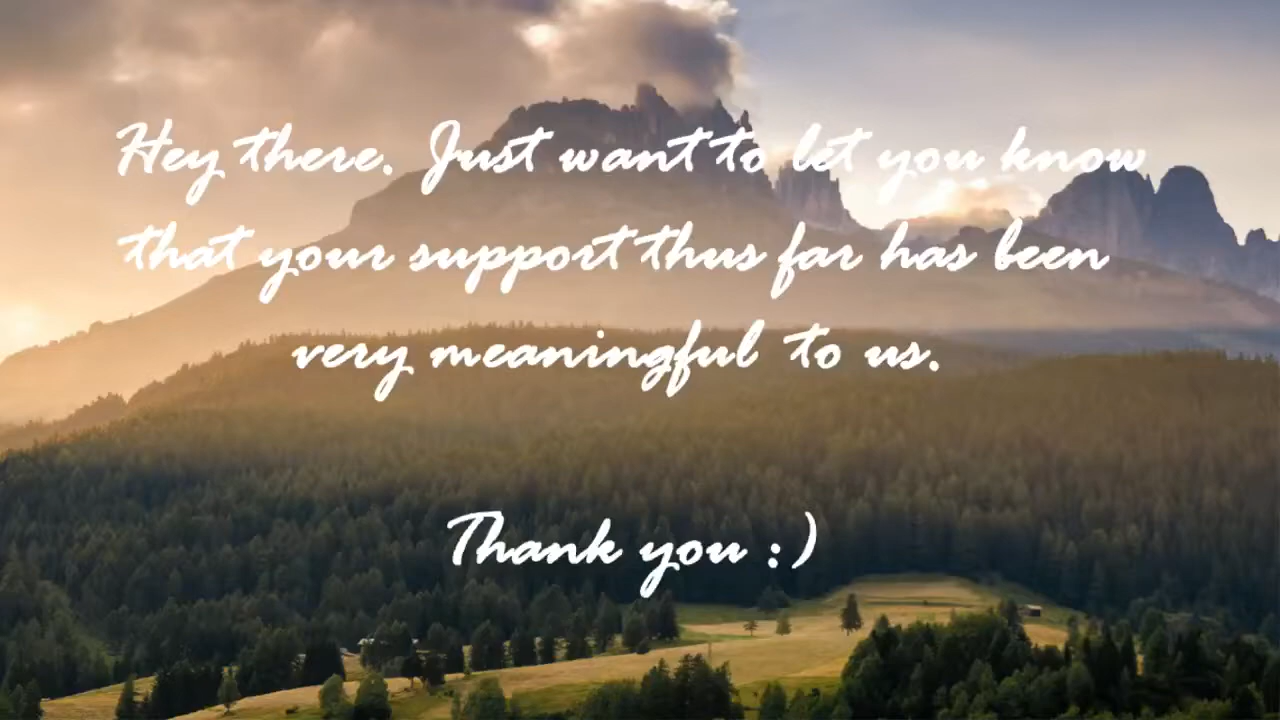 Hey there. Just want to let you know
that your support thus far has been
very meaningful to us.
Thank you :)